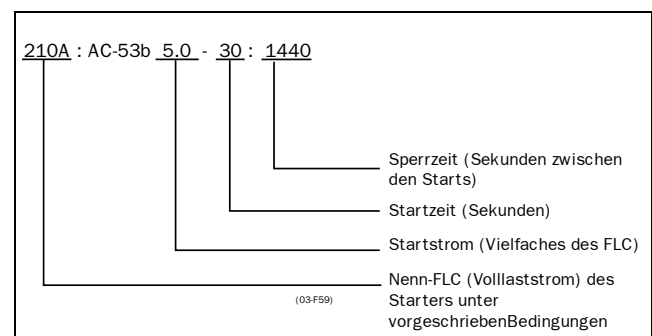 210A : AC-53b 5.0 - 30 : 1440
Sperrzeit (Sekunden zwischen
den Starts)
Startzeit (Sekunden)
Startstrom (Vielfaches des FLC)
Nenn-FLC (Volllaststrom) des
Starters unter
vorgeschriebenBedingungen
(03-F59)